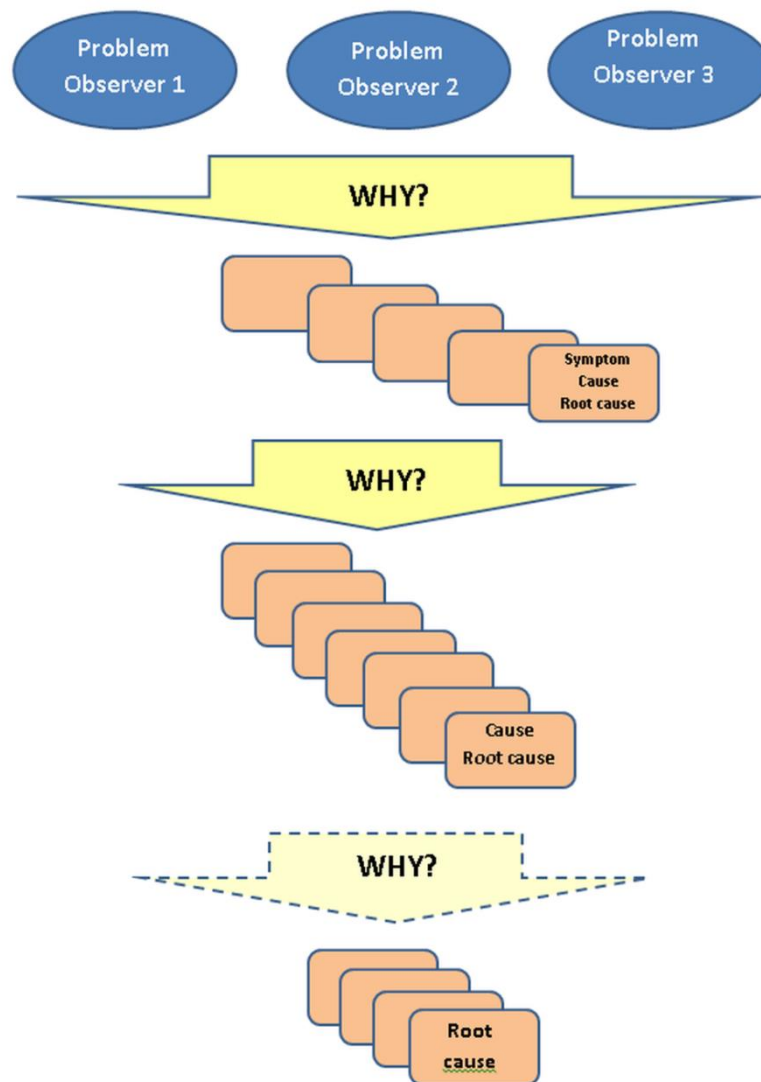 Problem
Observer 1
Problem
Observer 2
Problem
Observer 3
WHY?
Symptom
Cause
Root cause
WHY?
Cause
Root cause
WHY?
Root
cause